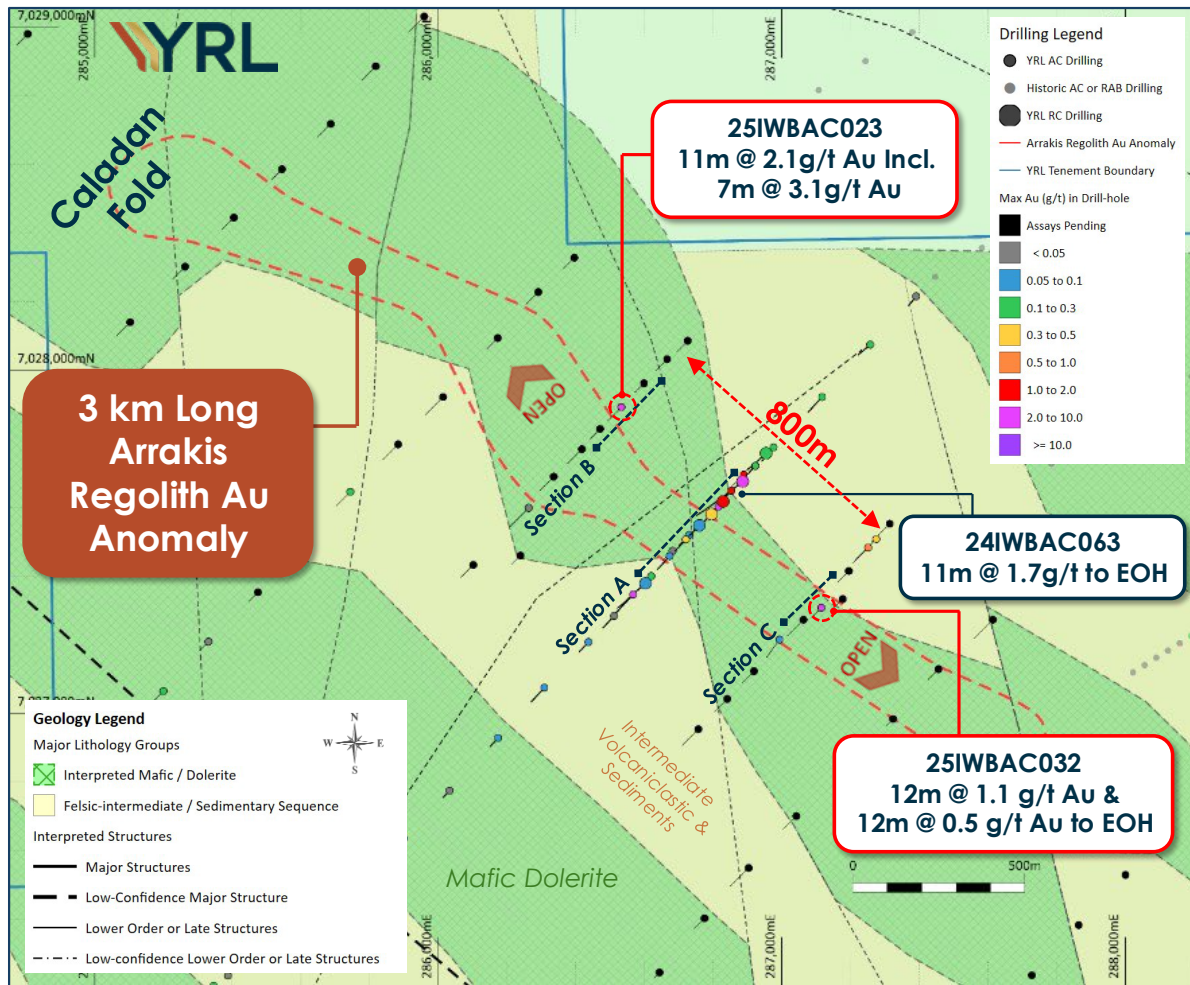 7,029,000mN
285,000mE
286,000mE
287,000mE
YRL
Caladan
Fold
25IWBAC023
11m @ 2.1g/t Au Incl.
7m @ 3.1g/t Au
Drilling Legend
YRL AC Drilling
Historic AC or RAB Drilling
YRL RC Drilling
Arrakis Regolith Au Anomaly
YRL Tenement Boundary
Max Au (g/t) in Drill-hole
Assays Pending
< 0.05
0.05 to 0.1
0.1 to 0.3
0.3 to 0.5
0.5 to 1.0
1.0 to 2.0
2.0 to 10.0
>= 10.0
7,028,000mN
3 km Long
Arrakis
Regolith Au
Anomaly
OPEN
800m
Section B
Section A
Section C
24IWBAC063
11m @ 1.7g/t to EOH
OPEN
25IWBAC032
12m @ 1.1 g/t Au &
12m @ 0.5 g/t Au to EOH
Intermediate
Volcaniclastic &
Sediments
Mafic Dolerite
0 500m
7,027,000mN
Geology Legend
Major Lithology Groups
N
W E
S
Interpreted Mafic / Dolerite
Felsic-intermediate / Sedimentary Sequence
Interpreted Structures
Major Structures
Low-Confidence Major Structure
Lower Order or Late Structures
Low-confidence Lower Order or Late Structures
286,000mE
287,000mE
288,000mE